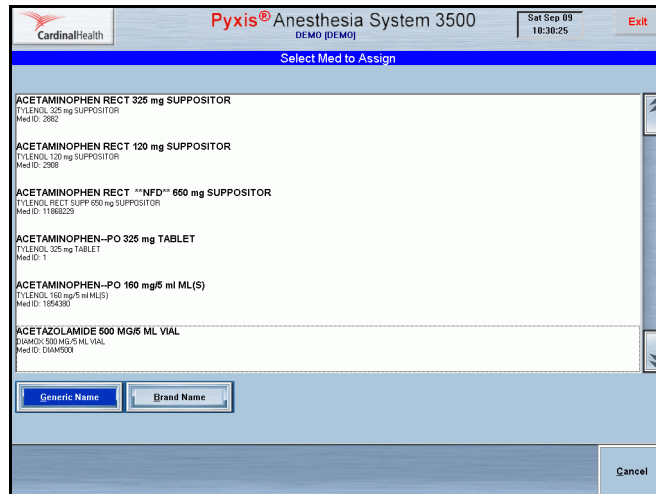 CardinalHealth
Pyxis® Anesthesia System 3500
DEMO (DEMO)
Sat Sep 09
10:30:25
Exit
Select Med to Assign
ACETAMINOPHEN RECT 325 mg SUPPOSITOR
TYLENOL 325 mg SUPPOSITOR
Med ID: 2882
ACETAMINOPHEN RECT 120 mg SUPPOSITOR
TYLENOL 120 mg SUPPOSITOR
Med ID: 2908
ACETAMINOPHEN RECT **NFD** 650 mg SUPPOSITOR
TYLENOL RECT SUPP 650 mg SUPPOSITOR
Med ID: 11868229
ACETAMINOPHEN--PO 325 mg TABLET
TYLENOL 325 mg TABLET
Med ID: 1
ACETAMINOPHEN--PO 160 mg/5 ml ML(S)
TYLENOL 160 mg/5 ml ML(S)
Med ID: 1854380
ACETAZOLAMIDE 500 MG/5 ML VIAL
DIAMOX 500 MG/5 ML VIAL
Med ID: DIAM500I
Generic Name
Brand Name
Cancel